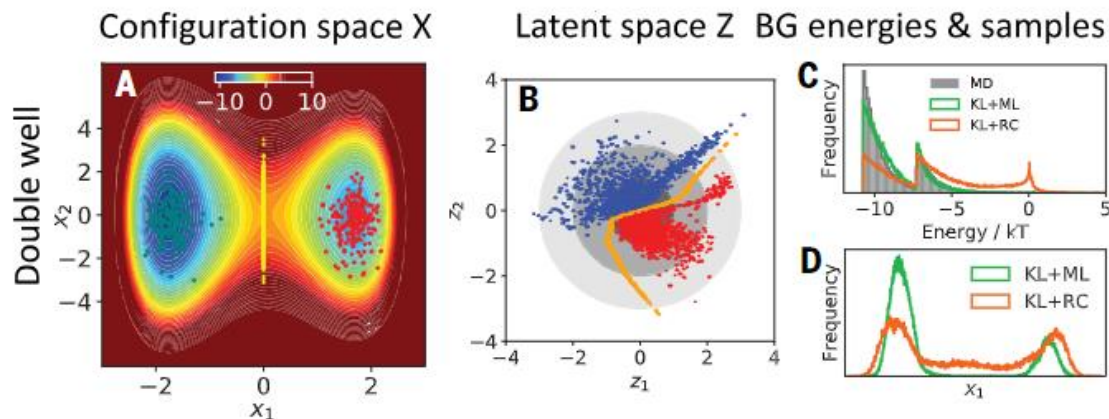 Configuration space X
Latent space Z
BG energies & samples
Double well
A
−10 0 10
x₂
4
2
0
−2
−4
−2 0 2
x₁
B
z₂
4
2
0
−2
−4
−4 −2 0 2 4
z₁
C
Frequency
MD
KL+ML
KL+RC
−10 −5 0 5
Energy / kT
D
Frequency
KL+ML
KL+RC
x₁